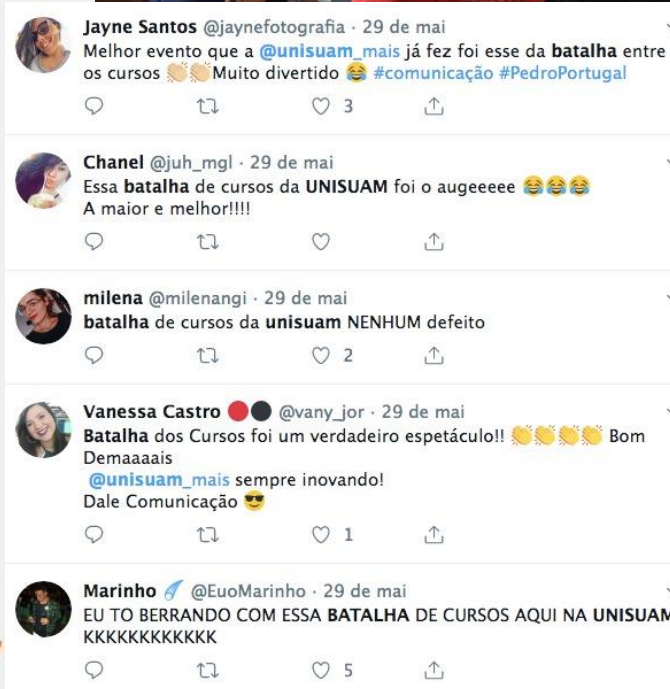 Jayne Santos @jaynefotografia · 29 de mai
Melhor evento que a @unisuam_mais já fez foi esse da batalha entre
os cursos 👏👏Muito divertido 😂 #comunicação #PedroPortugal
3
Chanel @juh_mgl · 29 de mai
Essa batalha de cursos da UNISUAM foi o augeeeee 😂😂😂
A maior e melhor!!!!
milena @milenangi · 29 de mai
batalha de cursos da unisuam NENHUM defeito
2
Vanessa Castro 🔴⚫ @vany_jor · 29 de mai
Batalha dos Cursos foi um verdadeiro espetáculo!! 👏👏👏👏 Bom
Demaaaais
@unisuam_mais sempre inovando!
Dale Comunicação 😎
1
Marinho ☄️ @EuoMarinho · 29 de mai
EU TO BERRANDO COM ESSA BATALHA DE CURSOS AQUI NA UNISUAM
KKKKKKKKKKKK
5